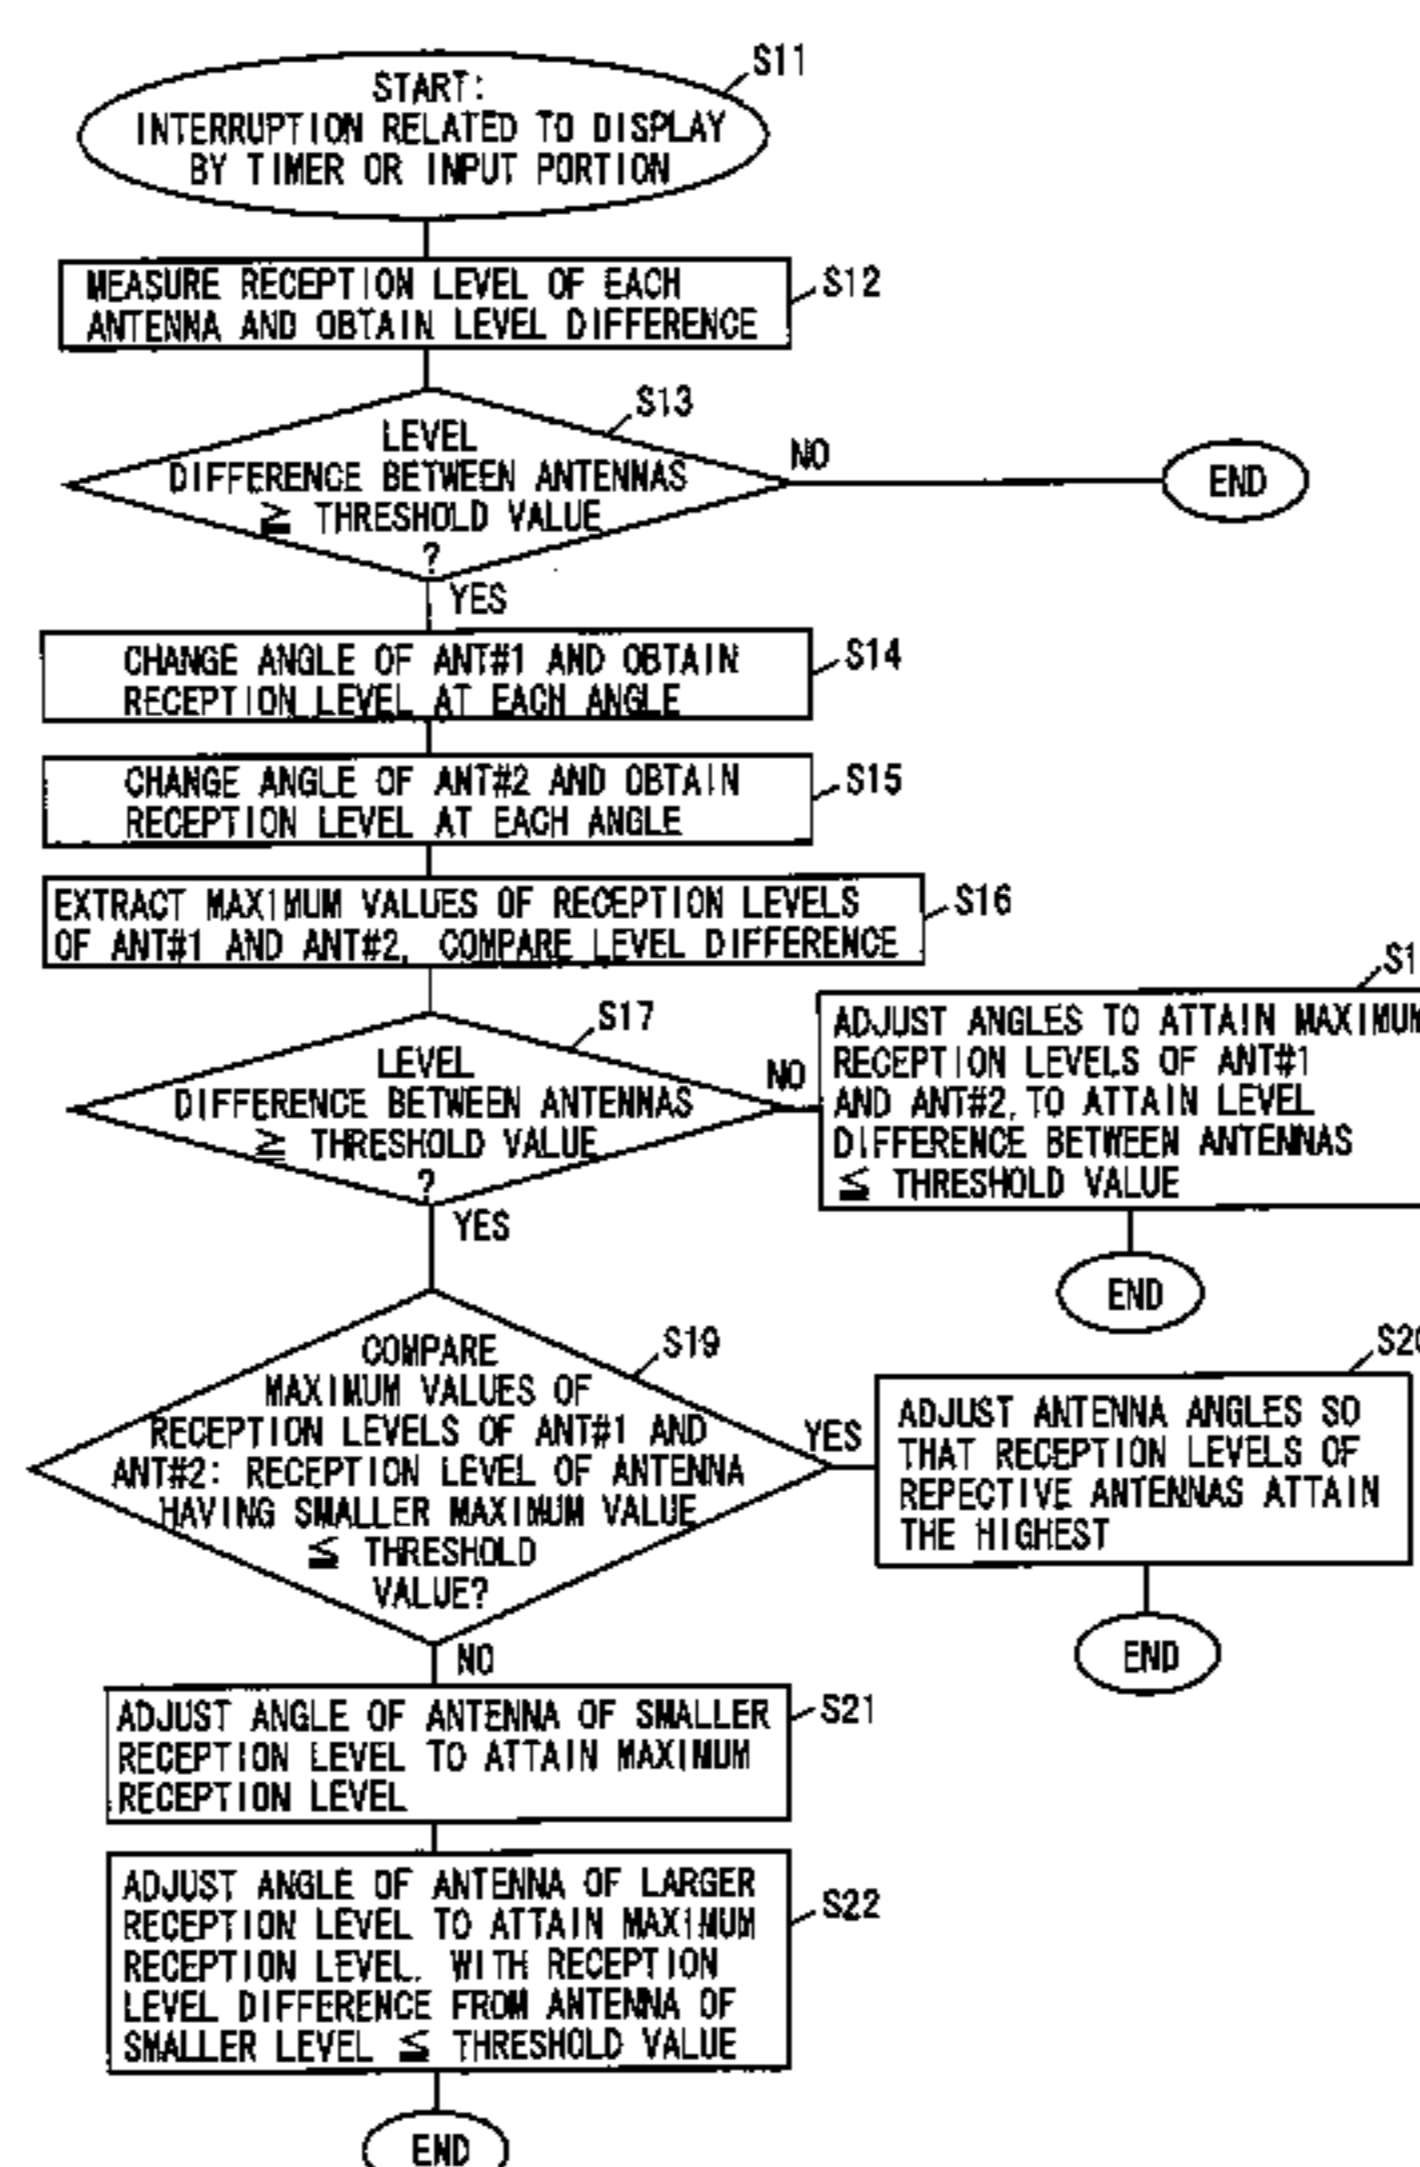 S11
START:
INTERRUPTION RELATED TO DISPLAY
BY TIMER OR INPUT PORTION
S12
MEASURE RECEPTION LEVEL OF EACH
ANTENNA AND OBTAIN LEVEL DIFFERENCE
S13
LEVEL
DIFFERENCE BETWEEN ANTENNAS
≧ THRESHOLD VALUE
?
NO
END
YES
S14
CHANGE ANGLE OF ANT#1 AND OBTAIN
RECEPTION LEVEL AT EACH ANGLE
S15
CHANGE ANGLE OF ANT#2 AND OBTAIN
RECEPTION LEVEL AT EACH ANGLE
S16
EXTRACT MAXIMUM VALUES OF RECEPTION LEVELS
OF ANT#1 AND ANT#2, COMPARE LEVEL DIFFERENCE
S17
LEVEL
DIFFERENCE BETWEEN ANTENNAS
≧ THRESHOLD VALUE
?
NO
S1
ADJUST ANGLES TO ATTAIN MAXIMUM
RECEPTION LEVELS OF ANT#1
AND ANT#2, TO ATTAIN LEVEL
DIFFERENCE BETWEEN ANTENNAS
≦ THRESHOLD VALUE
END
YES
S19
COMPARE
MAXIMUM VALUES OF
RECEPTION LEVELS OF ANT#1 AND
ANT#2: RECEPTION LEVEL OF ANTENNA
HAVING SMALLER MAXIMUM VALUE
≦ THRESHOLD
VALUE?
YES
S20
ADJUST ANTENNA ANGLES SO
THAT RECEPTION LEVELS OF
REPECTIVE ANTENNAS ATTAIN
THE HIGHEST
END
NO
S21
ADJUST ANGLE OF ANTENNA OF SMALLER
RECEPTION LEVEL TO ATTAIN MAXIMUM
RECEPTION LEVEL
S22
ADJUST ANGLE OF ANTENNA OF LARGER
RECEPTION LEVEL TO ATTAIN MAXIMUM
RECEPTION LEVEL, WITH RECEPTION
LEVEL DIFFERENCE FROM ANTENNA OF
SMALLER LEVEL ≦ THRESHOLD VALUE
END